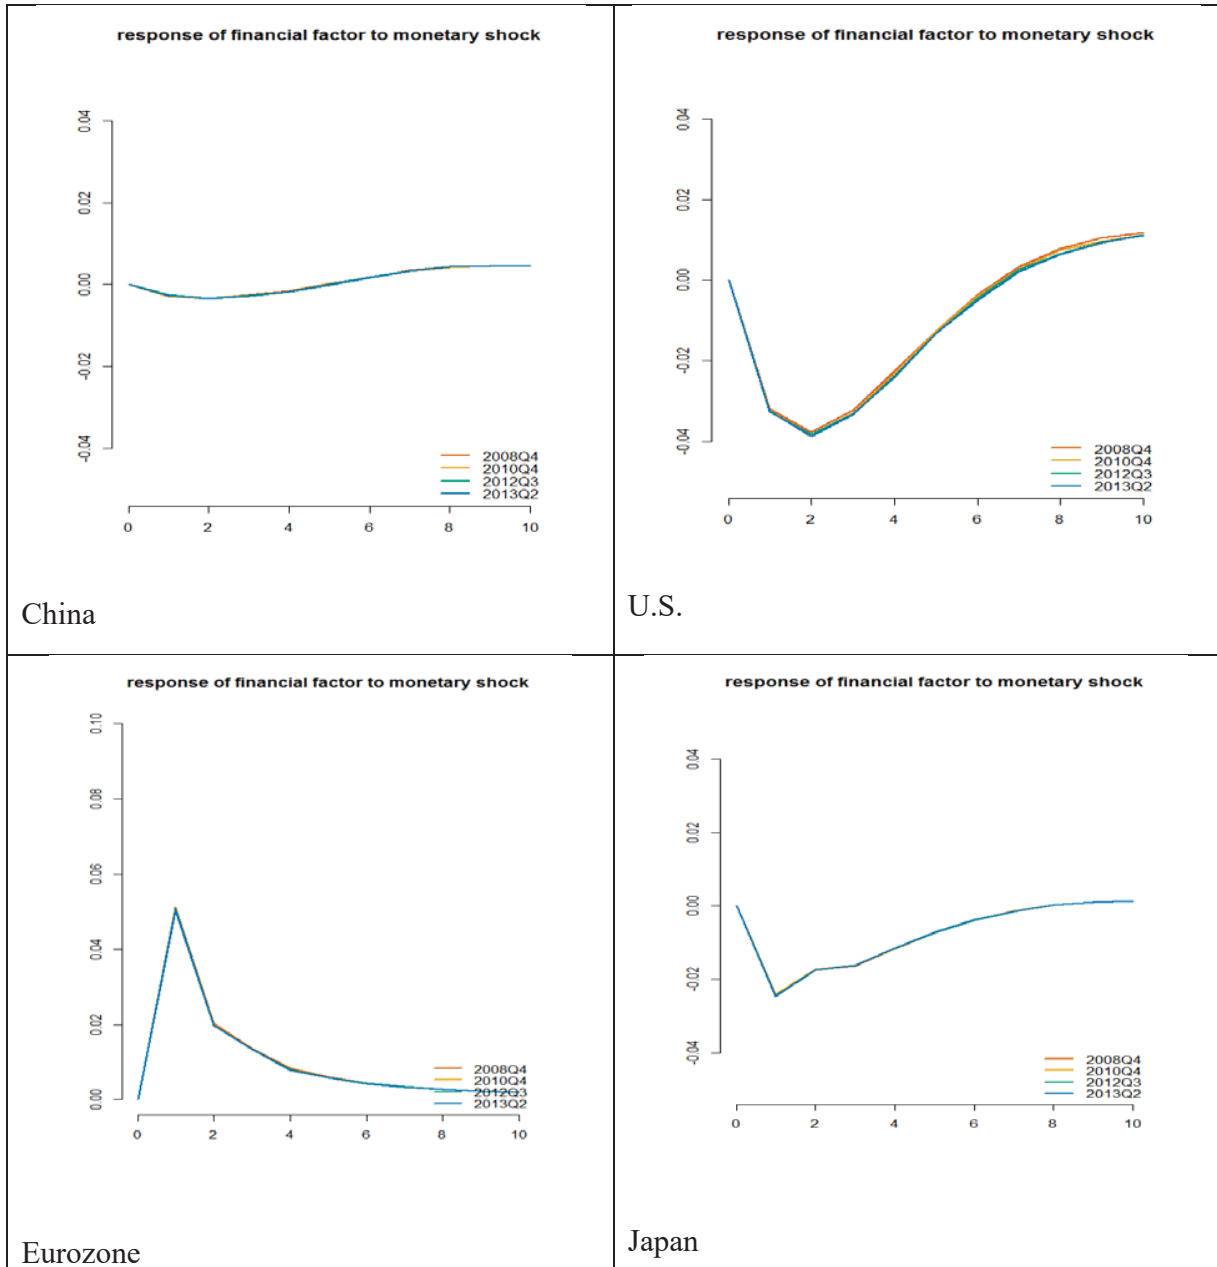 response of financial factor to monetary shock
0.04
0.02
0.00
-0.02
-0.04
2008Q4
2010Q4
2012Q3
2013Q2
0 2 4 6 8 10
China
response of financial factor to monetary shock
0.04
0.02
0.00
-0.02
-0.04
2008Q4
2010Q4
2012Q3
2013Q2
0 2 4 6 8 10
U.S.
response of financial factor to monetary shock
0.10
0.08
0.06
0.04
0.02
0.00
2008Q4
2010Q4
2012Q3
2013Q2
0 2 4 6 8 10
Eurozone
response of financial factor to monetary shock
0.04
0.02
0.00
-0.02
-0.04
2008Q4
2010Q4
2012Q3
2013Q2
0 2 4 6 8 10
Japan